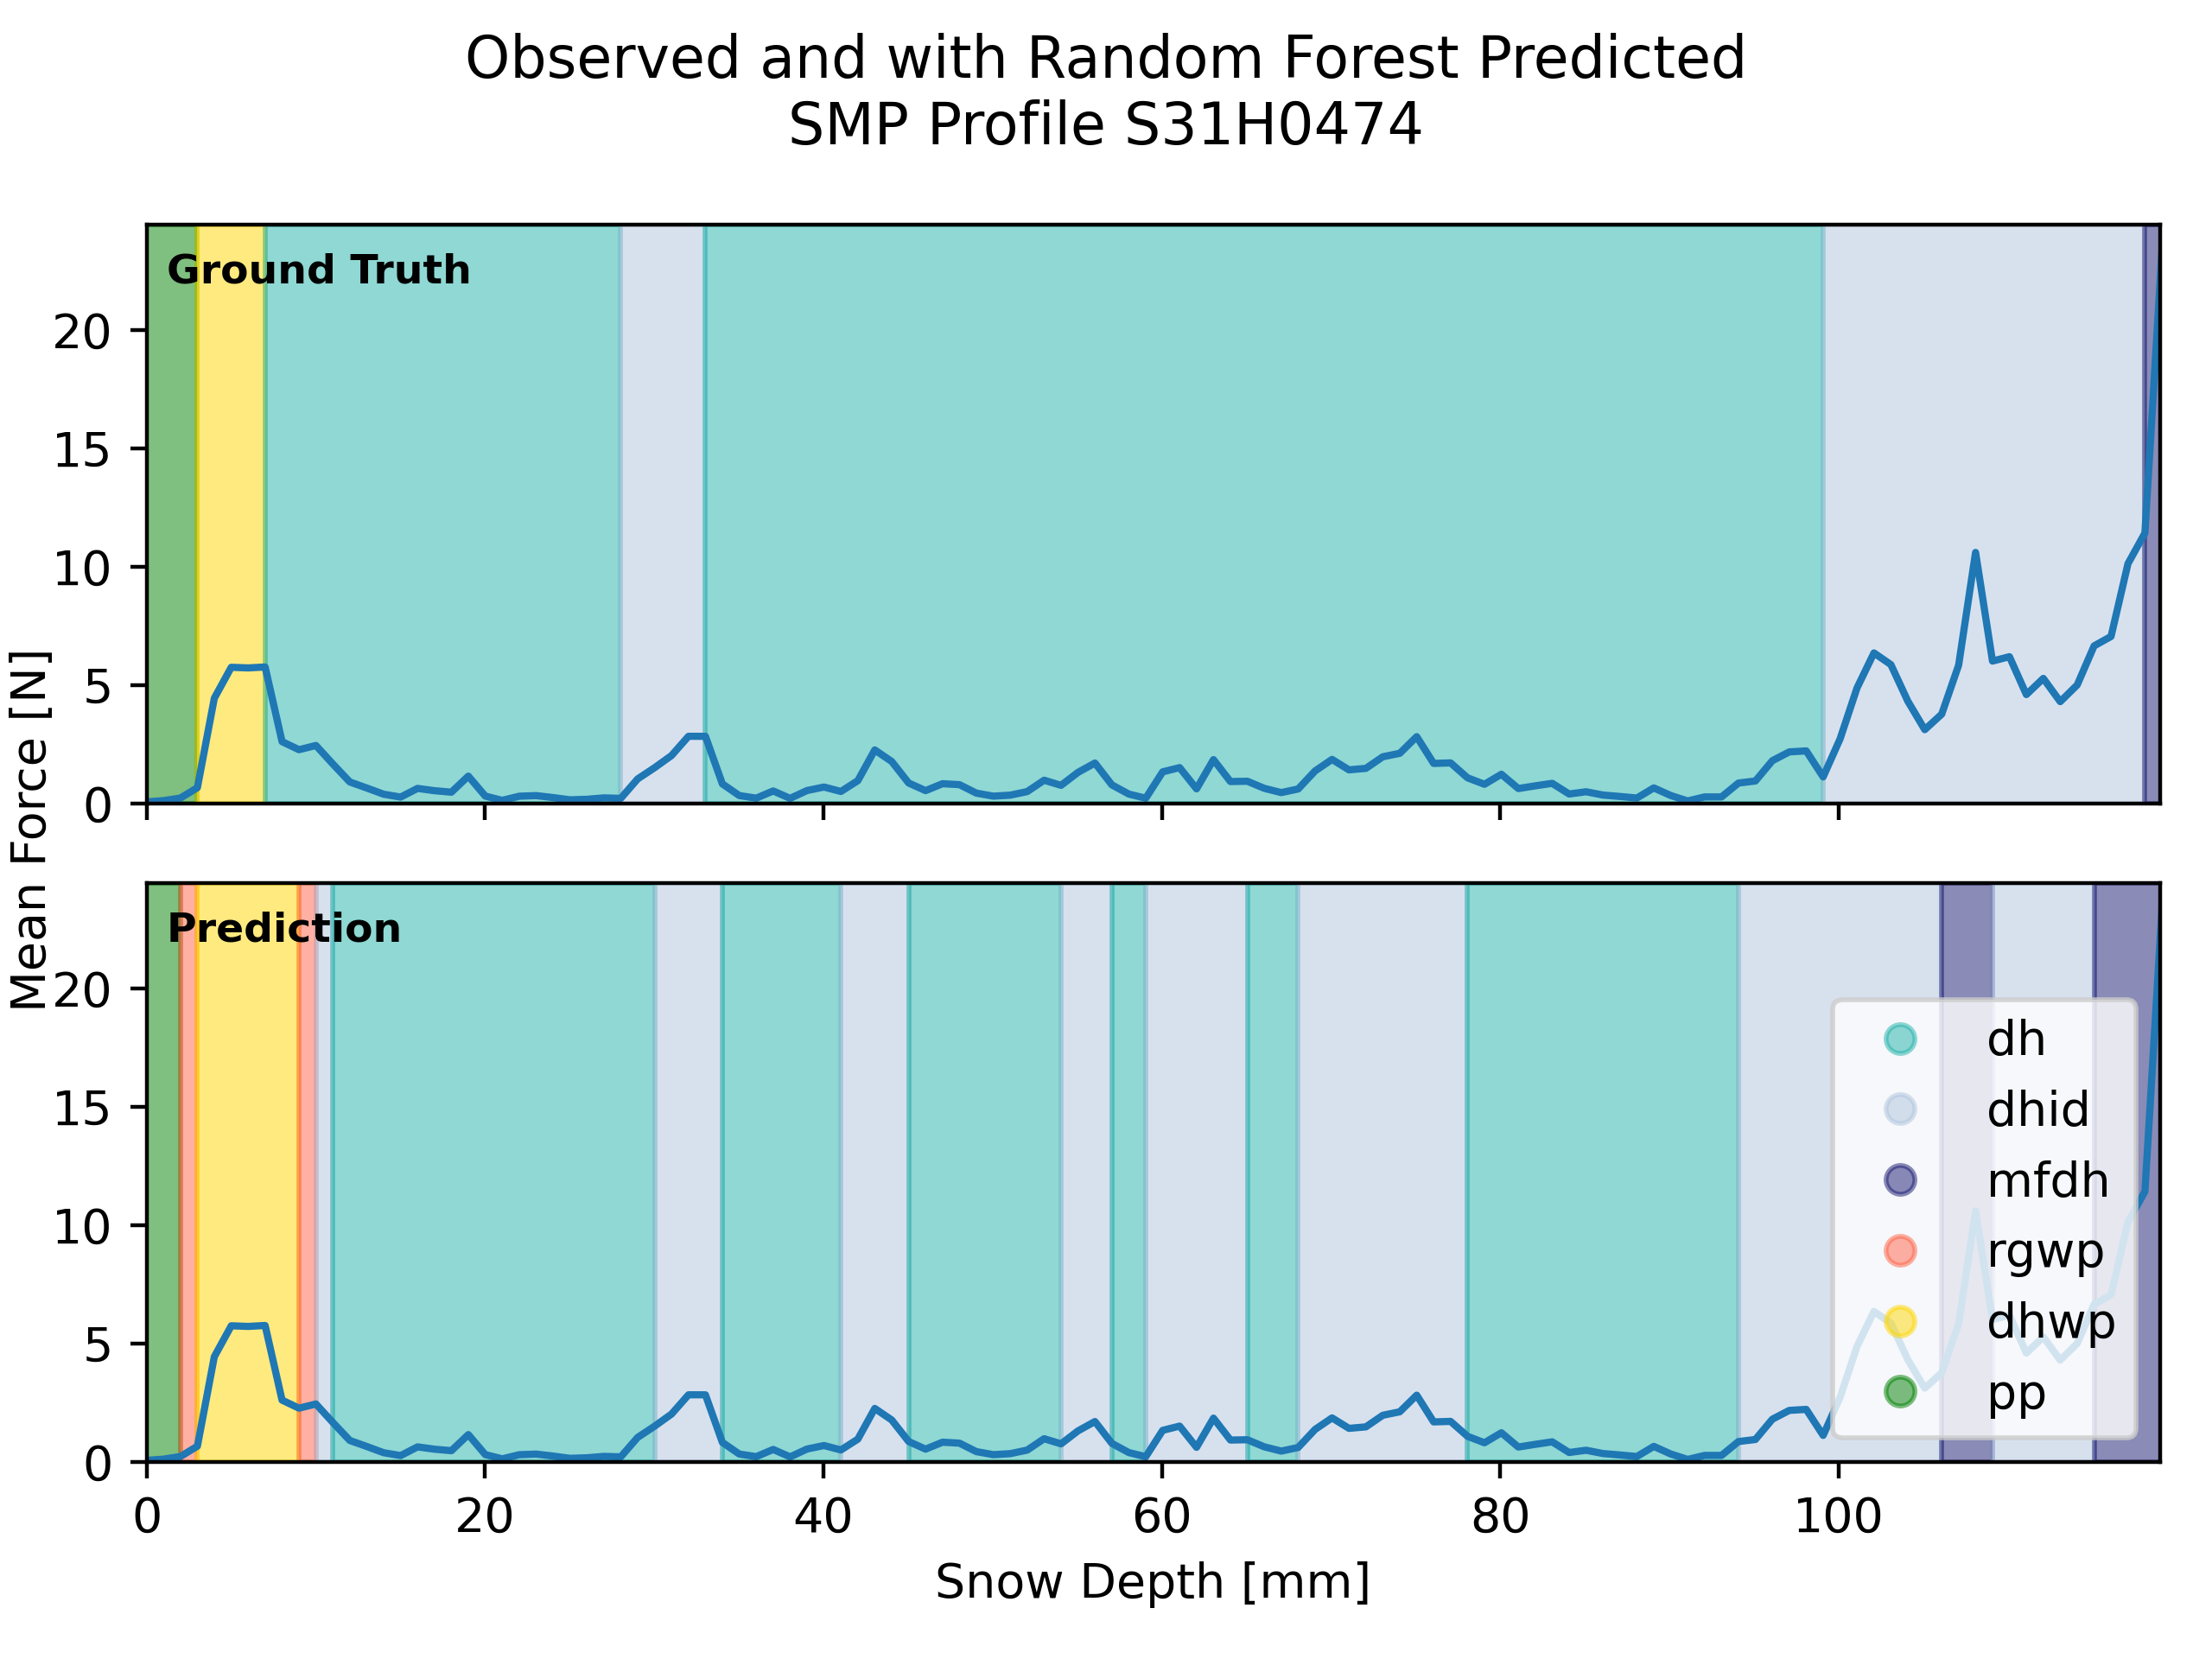 Observed and with Random Forest Predicted
SMP Profile S31H0474
Ground Truth
20
15
10
5
0
Mean Force [N]
Prediction
20
15
10
5
0
dh
dhid
mfdh
rgwp
dhwp
pp
0 20 40 60 80 100
Snow Depth [mm]